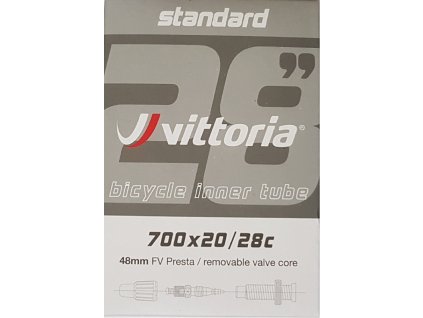 standard
28”
vittoria®
bicycle inner tube
700x20/28c
48mm FV Presta / removable valve core